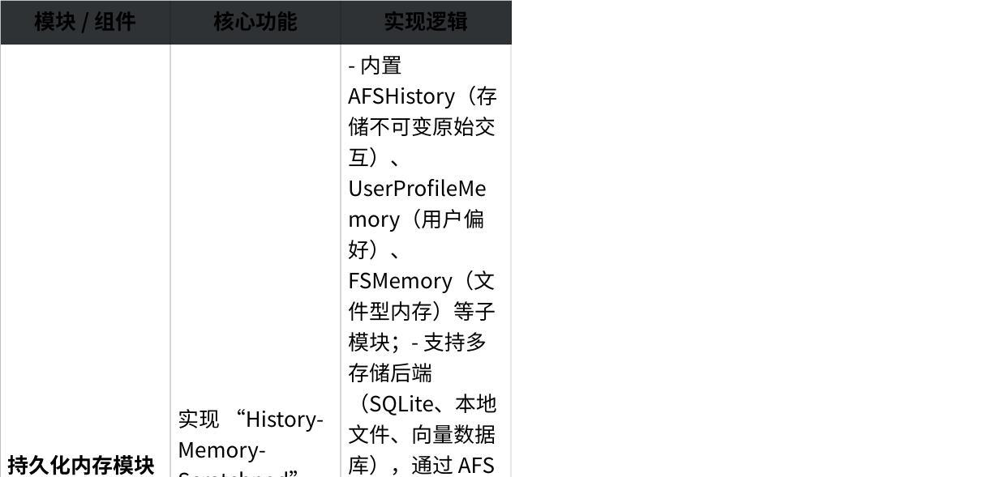 模块 / 组件
核心功能
实现逻辑
- 内置
AFSHistory（存
储不可变原始交
互）、
UserProfileMe
mory（用户偏
好）、
FSMemory（文
件型内存）等子
模块；- 支持多
存储后端
（SQLite、本地
文件、向量数据
库），通过 AFS
实现 “History-
Memory-
Scratchpad”
持久化内存模块